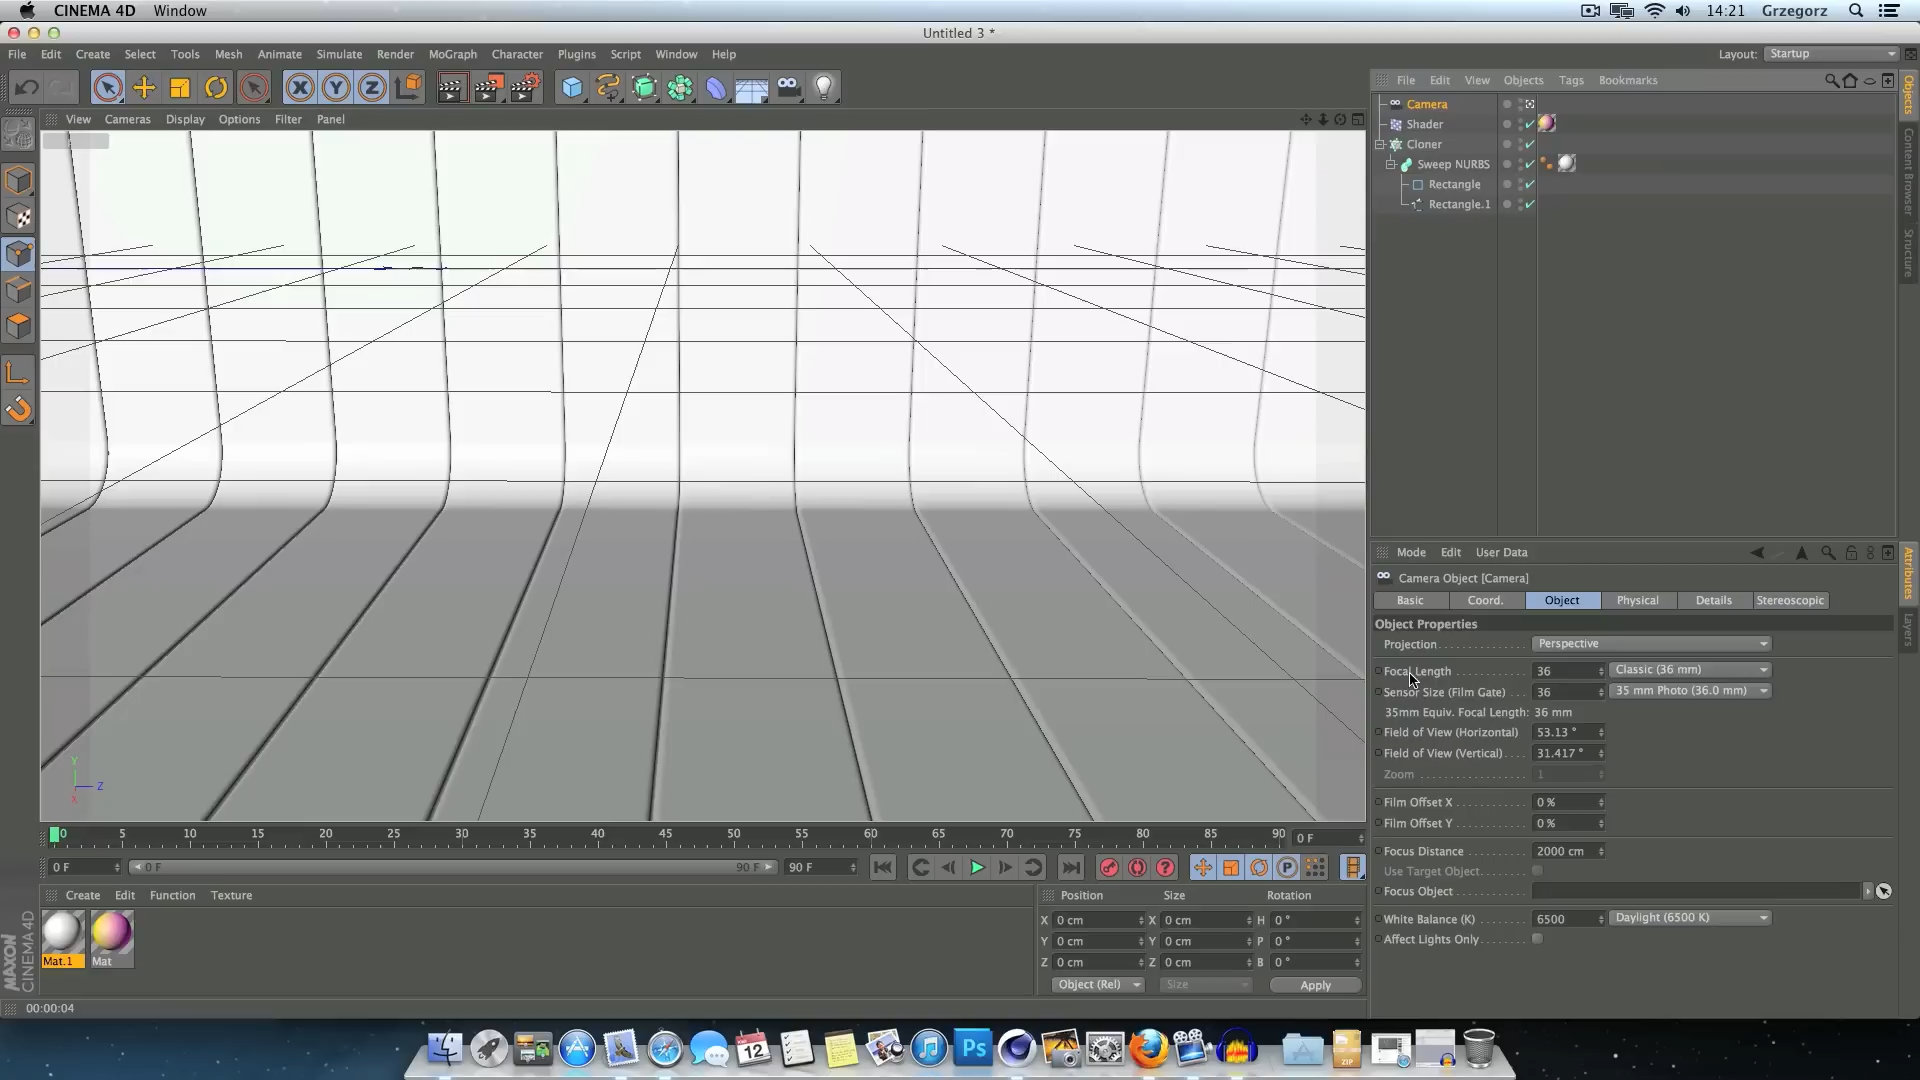 CINEMA 4D Window 14:21 Grzegorz
Untitled 3 *
File Edit Create Select Tools Mesh Animate Simulate Render MoGraph Character Plugins Script Window Help Layout: Startup
File Edit View Objects Tags Bookmarks
View Cameras Display Options Filter Panel
Camera
Shader
Cloner
Sweep NURBS
Rectangle
Rectangle.1
Objects
Content Browser
Structure
Mode Edit User Data
Camera Object [Camera]
Basic Coord. Object Physical Details Stereoscopic
Object Properties
Projection Perspective
Focal Length 36 Classic (36 mm)
Sensor Size (Film Gate) 36 35 mm Photo (36.0 mm)
35mm Equiv. Focal Length: 36 mm
Field of View (Horizontal) 53.13 °
Field of View (Vertical) 31.417 °
Zoom 1
Film Offset X 0 %
Film Offset Y 0 %
Focus Distance 2000 cm
Use Target Object
Focus Object
White Balance (K) 6500 Daylight (6500 K)
Affect Lights Only
Attributes
Layers
Y
Z
X
0 5 10 15 20 25 30 35 40 45 50 55 60 65 70 75 80 85 90 0 F
0 F 0 F 90 F 90 F
Create Edit Function Texture
Mat.1 Mat
Position Size Rotation
X 0 cm X 0 cm H 0 °
Y 0 cm Y 0 cm P 0 °
Z 0 cm Z 0 cm B 0 °
Object (Rel) Size Apply
MAXON
CINEMA 4D
00:00:04
12
Ps
ZIP